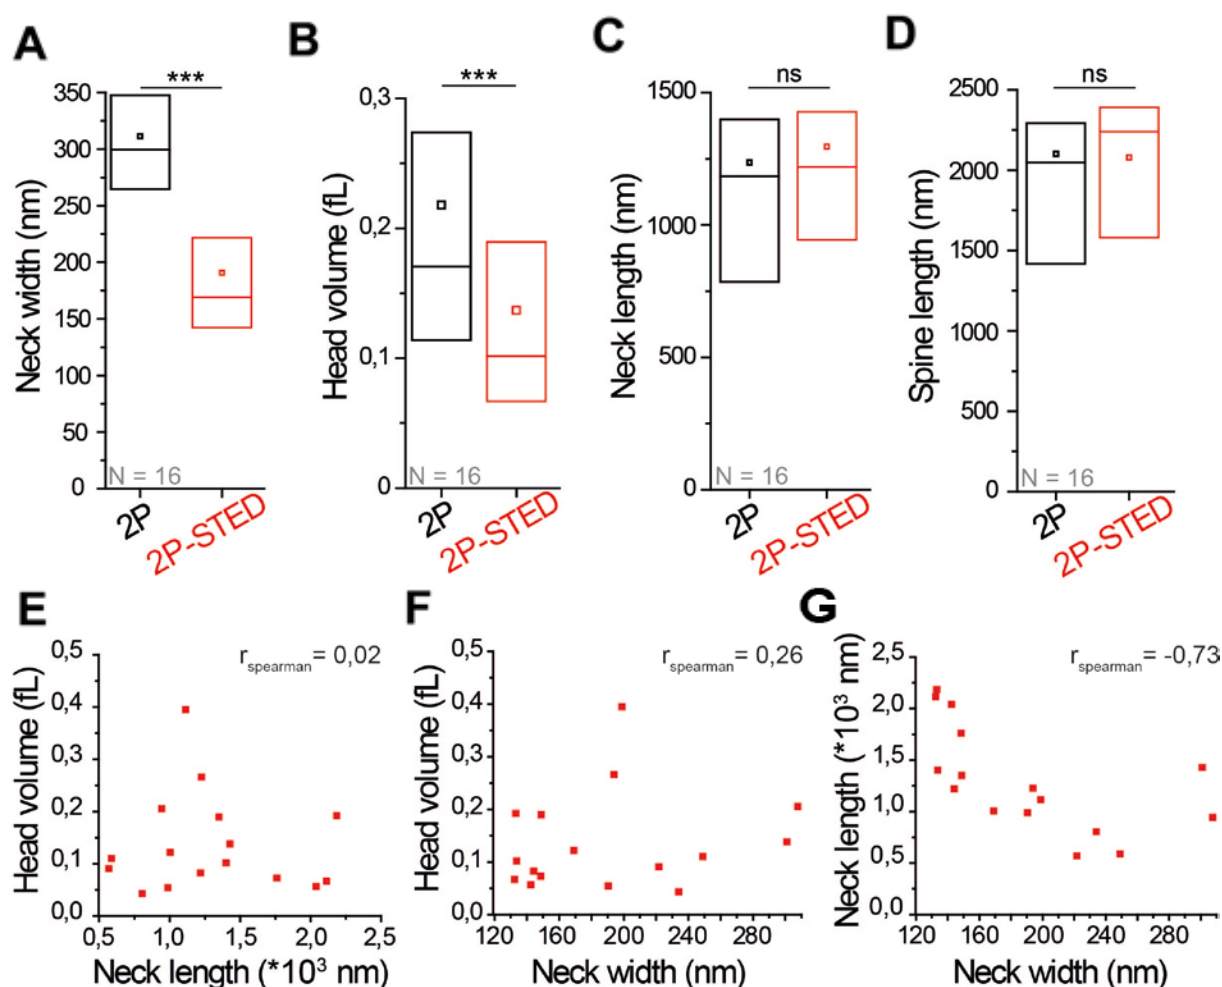 A
***
Neck width (nm)
350
300
250
200
150
100
50
0
N = 16
2P
2P-STED
B
***
Head volume (fL)
0,3
0,2
0,1
0
N = 16
2P
2P-STED
C
ns
Neck length (nm)
1500
1000
500
0
N = 16
2P
2P-STED
D
ns
Spine length (nm)
2500
2000
1500
1000
500
0
N = 16
2P
2P-STED
E
r spearman = 0,02
Head volume (fL)
0,5
0,4
0,3
0,2
0,1
0,0
0,5 1,0 1,5 2,0 2,5
Neck length (*10³ nm)
F
r spearman = 0,26
Head volume (fL)
0,5
0,4
0,3
0,2
0,1
0,0
120 160 200 240 280
Neck width (nm)
G
r spearman = -0,73
Neck length (*10³ nm)
2,5
2,0
1,5
1,0
0,5
0,0
120 160 200 240 280
Neck width (nm)